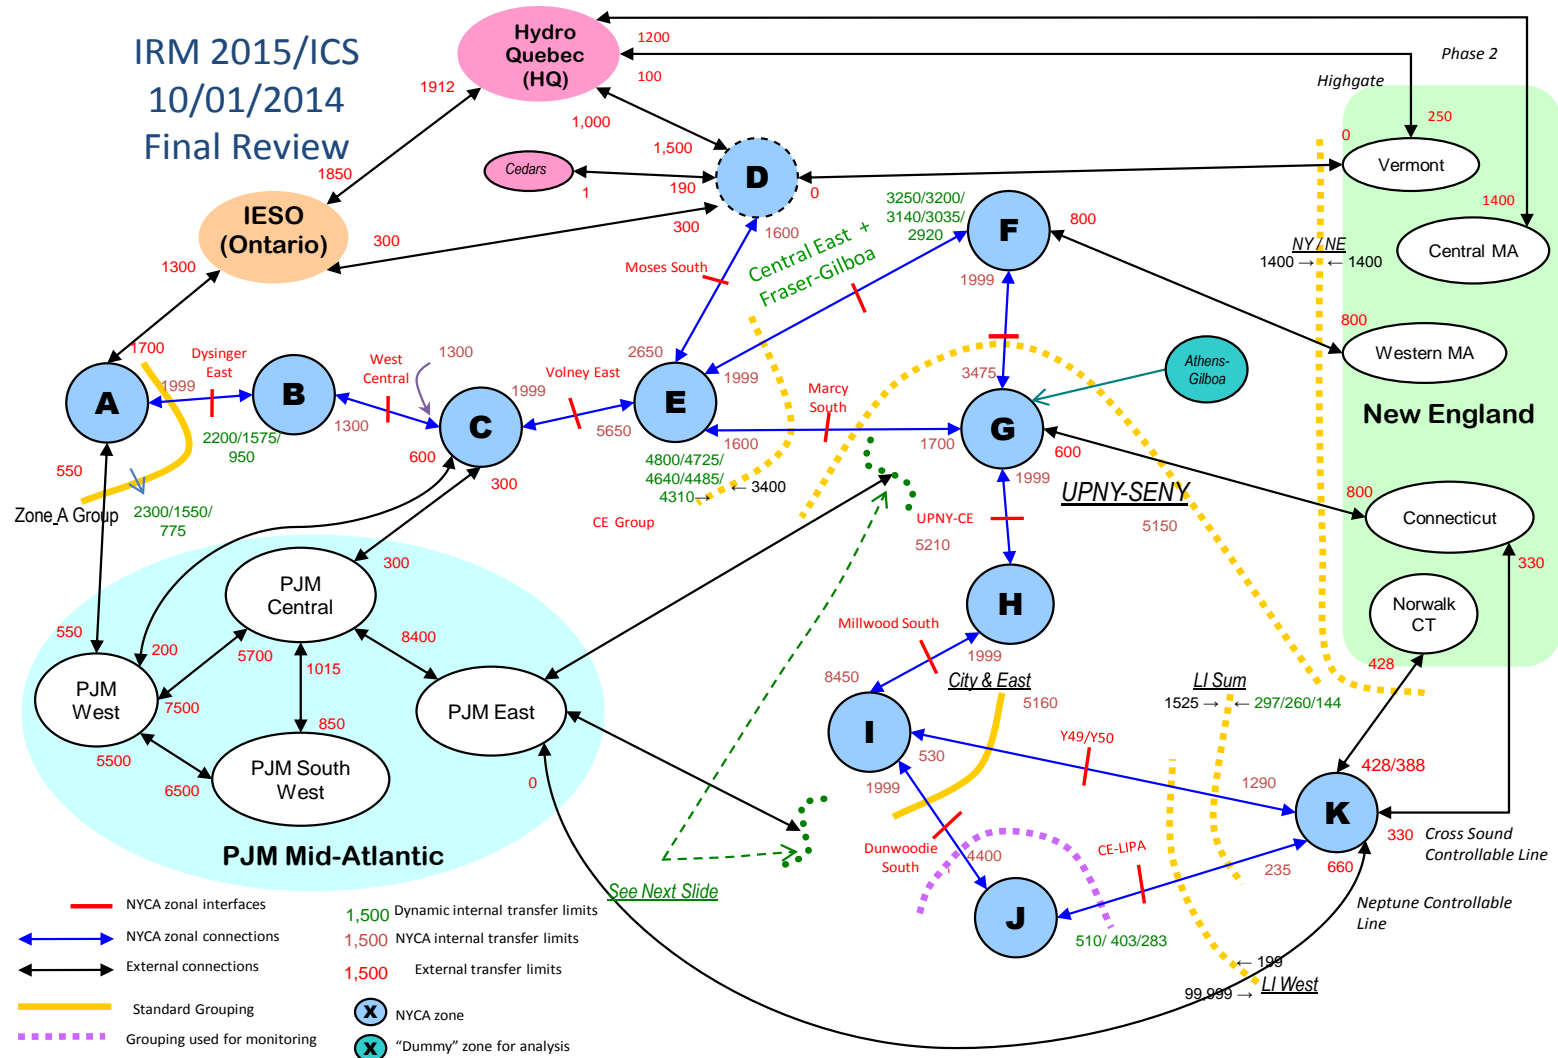 IRM 2015/ICS
10/01/2014
Final Review
Hydro
Quebec
(HQ)
1200
100
1912
1,000
1,500
Phase 2
Highgate
250
0
Vermont
1400
Central MA
NY / NE
1400 → ← 1400
800
Western MA
New England
Cedars
1
190
D
0
1850
IESO
(Ontario)
300
300
1300
1600
Moses South
Central East +
Fraser-Gilboa
3250/3200/
3140/3035/
2920
F
800
1999
1700
A
1999
Dysinger
East
B
2200/1575/
950
West
Central
1300
1300
C
1999
Volney East
2650
E
5650
1999
1600
Marcy
South
3475
Athens-
Gilboa
G
1700
600
1999
4800/4725/
4640/4485/
4310→
← 3400
CE Group
550
Zone_A Group
2300/1550/
775
600
300
UPNY-CE
5210
UPNY-SENY
5150
800
Connecticut
330
Norwalk
CT
428
H
Millwood South
1999
8450
City & East
5160
I
530
1999
Y49/Y50
LI Sum
1525 → ← 297/260/144
1290
428/388
K
330
Cross Sound
Controllable Line
660
235
Neptune Controllable
Line
Dunwoodie
South
4400
CE-LIPA
J
510/ 403/283
← 199
99,999 →
LI West
300
PJM
Central
550
200
5700
1015
8400
PJM
West
7500
850
PJM East
5500
6500
PJM South
West
0
PJM Mid-Atlantic
See Next Slide
NYCA zonal interfaces
NYCA zonal connections
External connections
Standard Grouping
Grouping used for monitoring
1,500 Dynamic internal transfer limits
1,500 NYCA internal transfer limits
1,500 External transfer limits
X NYCA zone
X "Dummy" zone for analysis